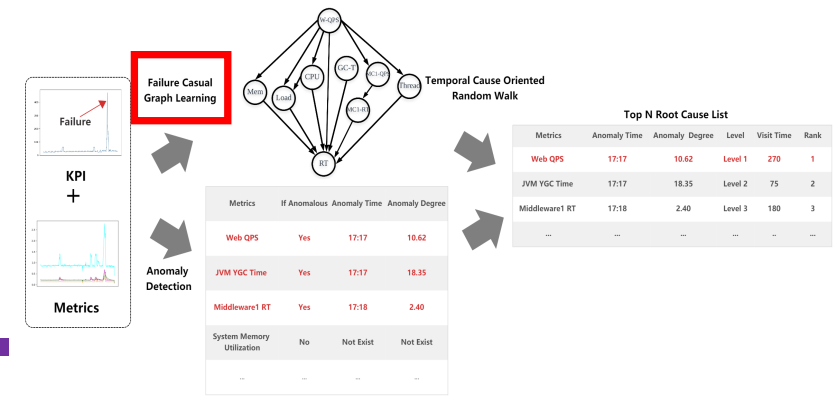 W-QPS
CPU
GC-T
MC1-QPS
Mem
Load
Thread
MC1-RT
RT
Failure Casual
Graph Learning
Temporal Cause Oriented
Random Walk
Failure
KPI
+
Metrics
Anomaly
Detection
Metrics If Anomalous Anomaly Time Anomaly Degree
Web QPS Yes 17:17 10.62
JVM YGC Time Yes 17:17 18.35
Middleware1 RT Yes 17:18 2.40
System Memory
Utilization No Not Exist Not Exist
... ... ... ...
Top N Root Cause List
Metrics Anomaly Time Anomaly Degree Level Visit Time Rank
Web QPS 17:17 10.62 Level 1 270 1
JVM YGC Time 17:17 18.35 Level 2 75 2
Middleware1 RT 17:18 2.40 Level 3 180 3
... ... ... ... .. ...